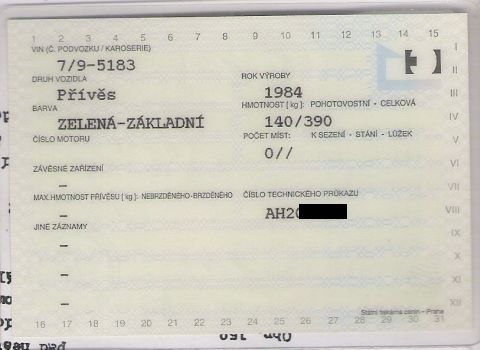 1 2 3 4 5 6 7 8 9 10 11 12 13 14 15
VIN (Č. PODVOZKU / KAROSERIE)
7/9-5183
DRUH VOZIDLA
Přívěs
ROK VÝROBY
1984
BARVA
ZELENÁ-ZÁKLADNÍ
HMOTNOST [kg]: POHOTOVOSTNÍ - CELKOVÁ
140/390
ČÍSLO MOTORU
POČET MÍST: K SEZENÍ - STÁNÍ - LŮŽEK
0//
ZÁVĚSNÉ ZAŘÍZENÍ
–
MAX.HMOTNOST PŘÍVĚSU [kg]: NEBRZDĚNÉHO-BRZDĚNÉHO
–
ČÍSLO TECHNICKÉHO PRŮKAZU
AH20
JINÉ ZÁZNAMY
–
–
–
I
II
III
IV
V
VI
VII
VIII
IX
X
XI
XII
Státní tiskárna cenin – Praha
16 17 18 19 20 21 22 23 24 25 26 27 28 29 30 31